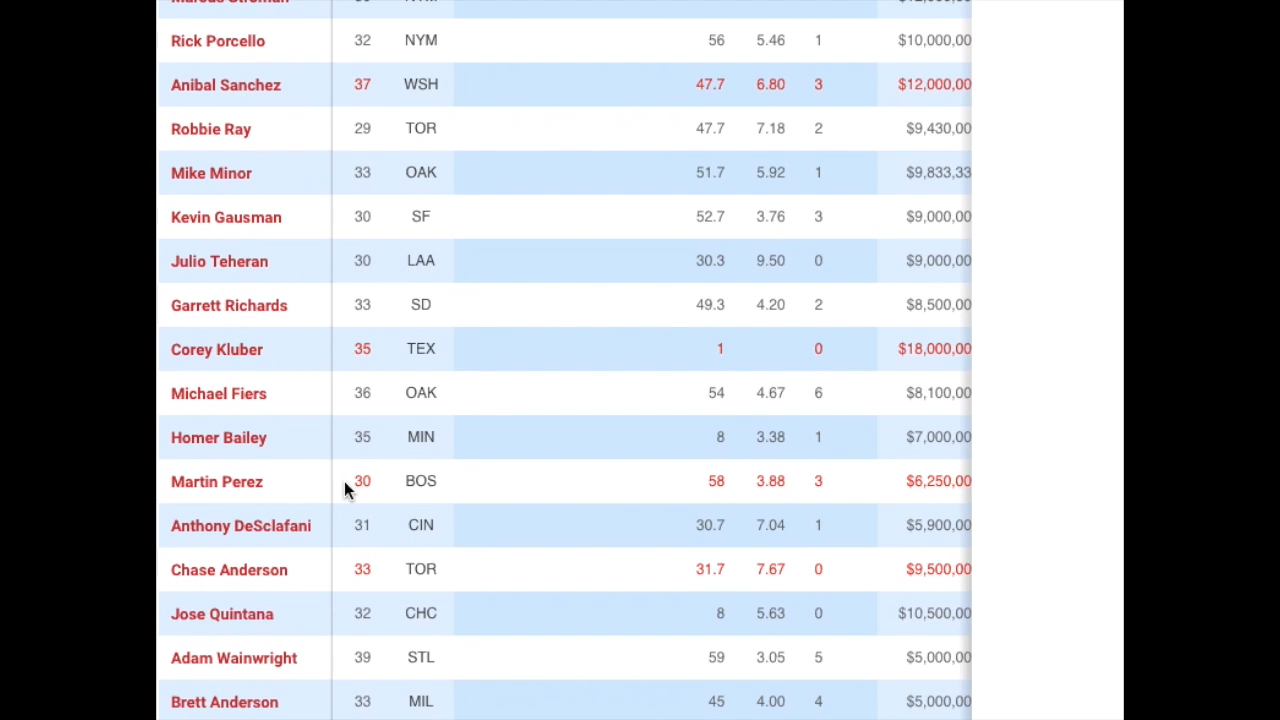 Rick Porcello 32 NYM 56 5.46 1 $10,000,00
Anibal Sanchez 37 WSH 47.7 6.80 3 $12,000,00
Robbie Ray 29 TOR 47.7 7.18 2 $9,430,00
Mike Minor 33 OAK 51.7 5.92 1 $9,833,33
Kevin Gausman 30 SF 52.7 3.76 3 $9,000,00
Julio Teheran 30 LAA 30.3 9.50 0 $9,000,00
Garrett Richards 33 SD 49.3 4.20 2 $8,500,00
Corey Kluber 35 TEX 1 0 $18,000,00
Michael Fiers 36 OAK 54 4.67 6 $8,100,00
Homer Bailey 35 MIN 8 3.38 1 $7,000,00
Martin Perez 30 BOS 58 3.88 3 $6,250,00
Anthony DeSclafani 31 CIN 30.7 7.04 1 $5,900,00
Chase Anderson 33 TOR 31.7 7.67 0 $9,500,00
Jose Quintana 32 CHC 8 5.63 0 $10,500,00
Adam Wainwright 39 STL 59 3.05 5 $5,000,00
Brett Anderson 33 MIL 45 4.00 4 $5,000,00